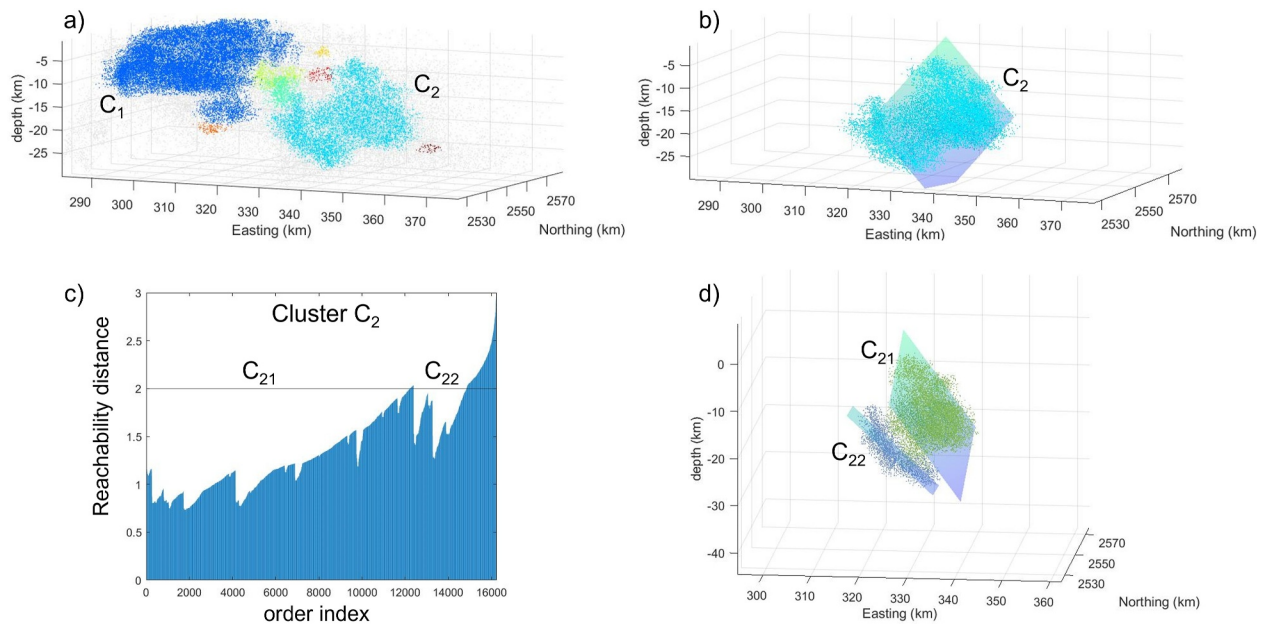 a)
C1
C2
depth (km)
-5
-10
-15
-20
-25
290 300 310 320 330 340 350 360 370
2530 2550 2570
Easting (km)
Northing (km)
b)
C2
depth (km)
-5
-10
-15
-20
-25
290 300 310 320 330 340 350 360 370
2530 2550 2570
Easting (km)
Northing (km)
c)
Cluster C2
C21
C22
Reachability distance
3
2.5
2
1.5
1
0.5
0
0 2000 4000 6000 8000 10000 12000 14000 16000
order index
d)
C21
C22
depth (km)
0
-10
-20
-30
-40
300 310 320 330 340 350 360
2530 2550 2570
Easting (km)
Northing (km)